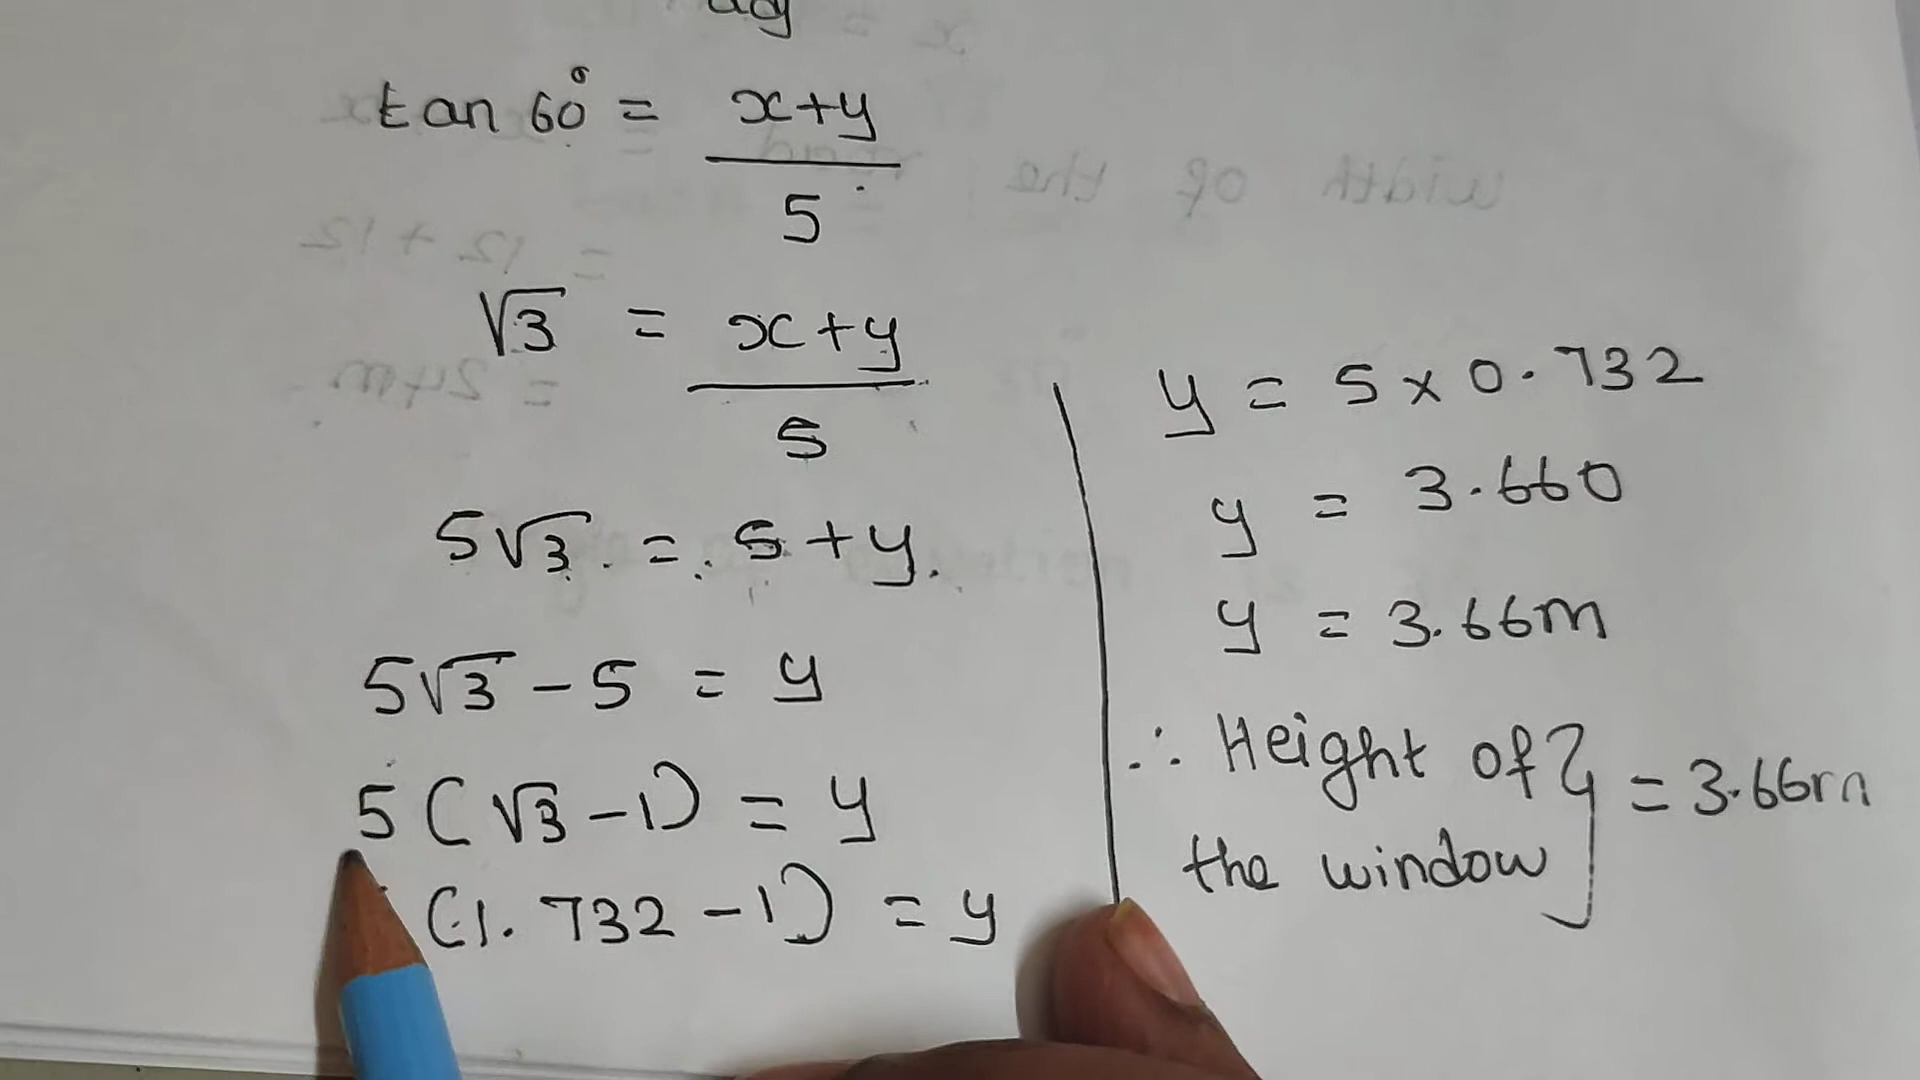 tan 60° = x+y
5
√3 = x+y
5
5√3 = 5+y.
5√3 - 5 = y
5(√3-1) = y
(1.732-1) = y
y = 5 × 0.732
y = 3.660
y = 3.66m
∴ Height of
the window } = 3.66m